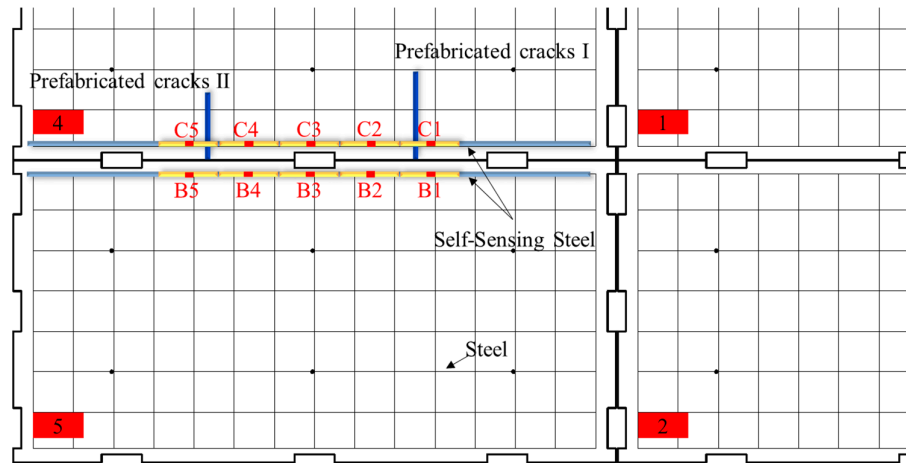 Prefabricated cracks I
Prefabricated cracks II
4
C5 C4 C3 C2 C1
1
B5 B4 B3 B2 B1
Self-Sensing Steel
Steel
5
2